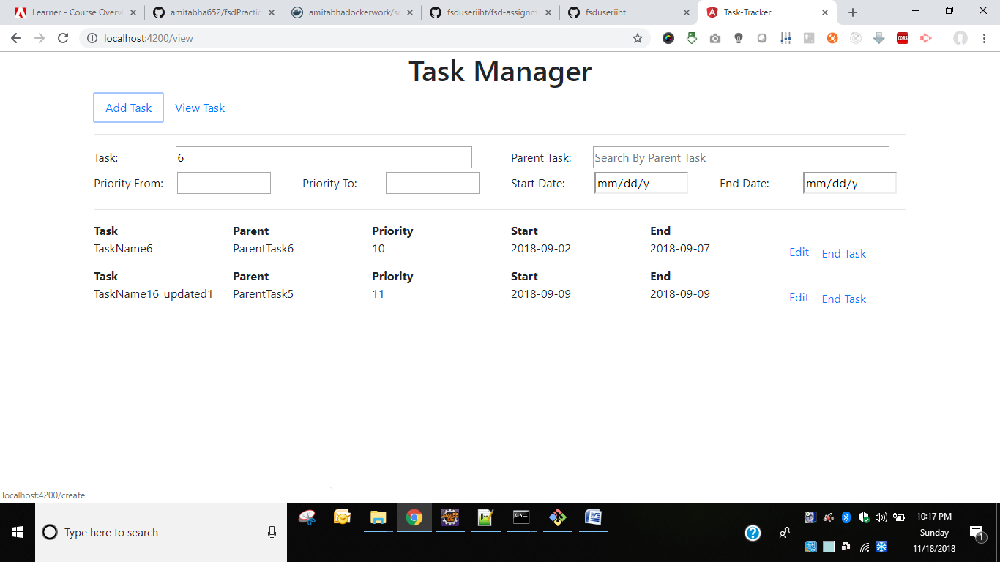 Learner - Course Overv
amitabha652/fsdPractic
amitabhadockerwork/s
fsduseriiht/fsd-assignm
fsduseriiht
Task-Tracker
localhost:4200/view
CORS
Task Manager
Add Task View Task
Task: 6 Parent Task: Search By Parent Task
Priority From: Priority To: Start Date: mm/dd/y End Date: mm/dd/y
Task Parent Priority Start End
TaskName6 ParentTask6 10 2018-09-02 2018-09-07 Edit End Task
Task Parent Priority Start End
TaskName16_updated1 ParentTask5 11 2018-09-09 2018-09-09 Edit End Task
localhost:4200/create
Type here to search
10:17 PM
Sunday
11/18/2018
1